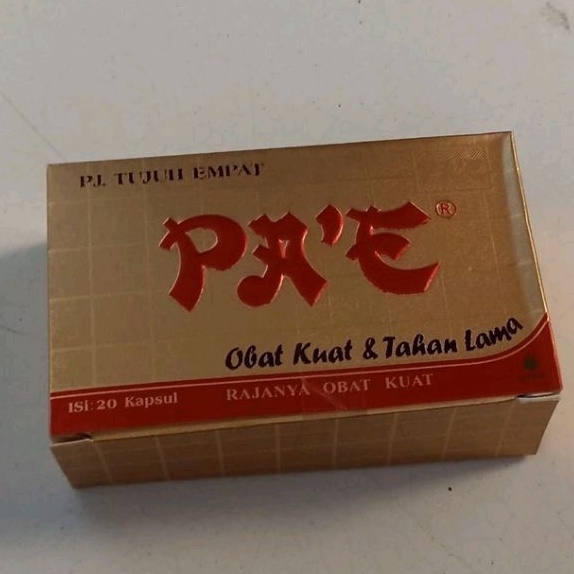 PJ. TUJUH EMPAT
PA'E ®
Obat Kuat & Tahan Lama
ISi: 20 Kapsul
RAJANYA OBAT KUAT